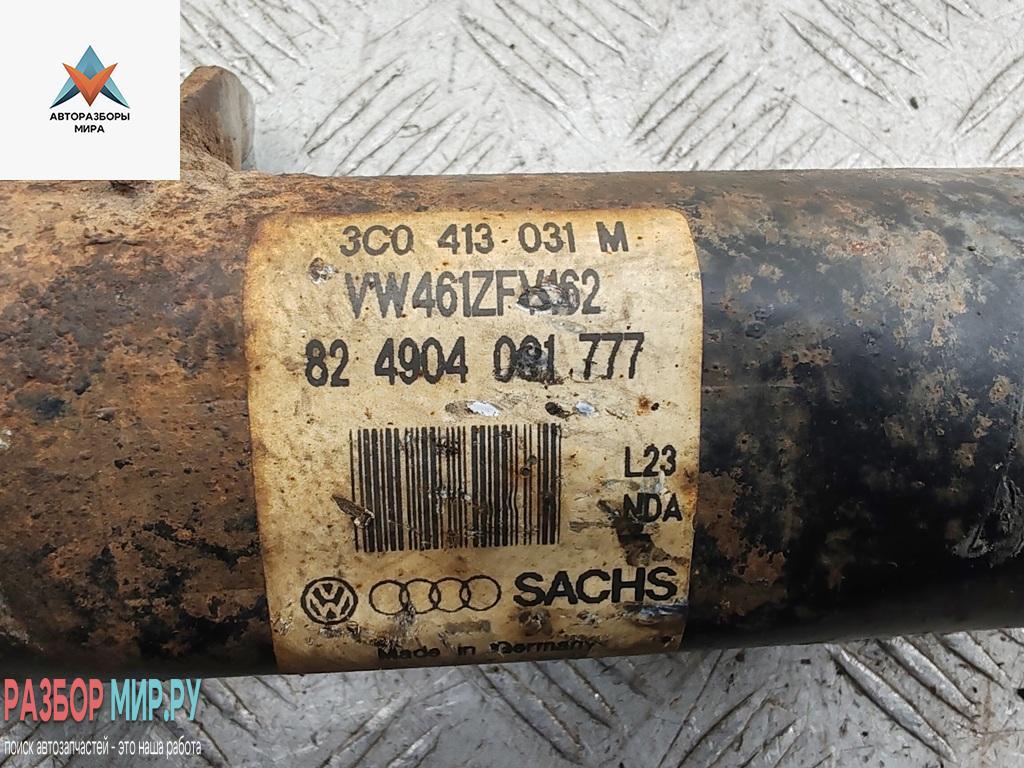 АВТОРАЗБОРЫ
МИРА
3C0 413 031 M
82 4904 001 777
L23
NDA
SACHS
Made in Germany
РАЗБОР МИР.РУ
поиск автозапчастей - это наша работа